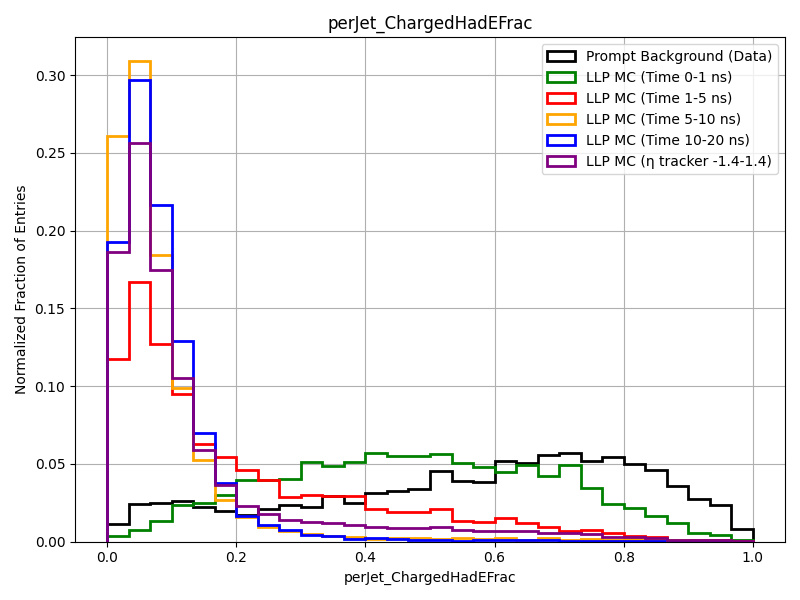 perJet_ChargedHadEFrac
Prompt Background (Data)
LLP MC (Time 0-1 ns)
LLP MC (Time 1-5 ns)
LLP MC (Time 5-10 ns)
LLP MC (Time 10-20 ns)
LLP MC (η tracker -1.4-1.4)
Normalized Fraction of Entries
0.30
0.25
0.20
0.15
0.10
0.05
0.00
0.0 0.2 0.4 0.6 0.8 1.0
perJet_ChargedHadEFrac